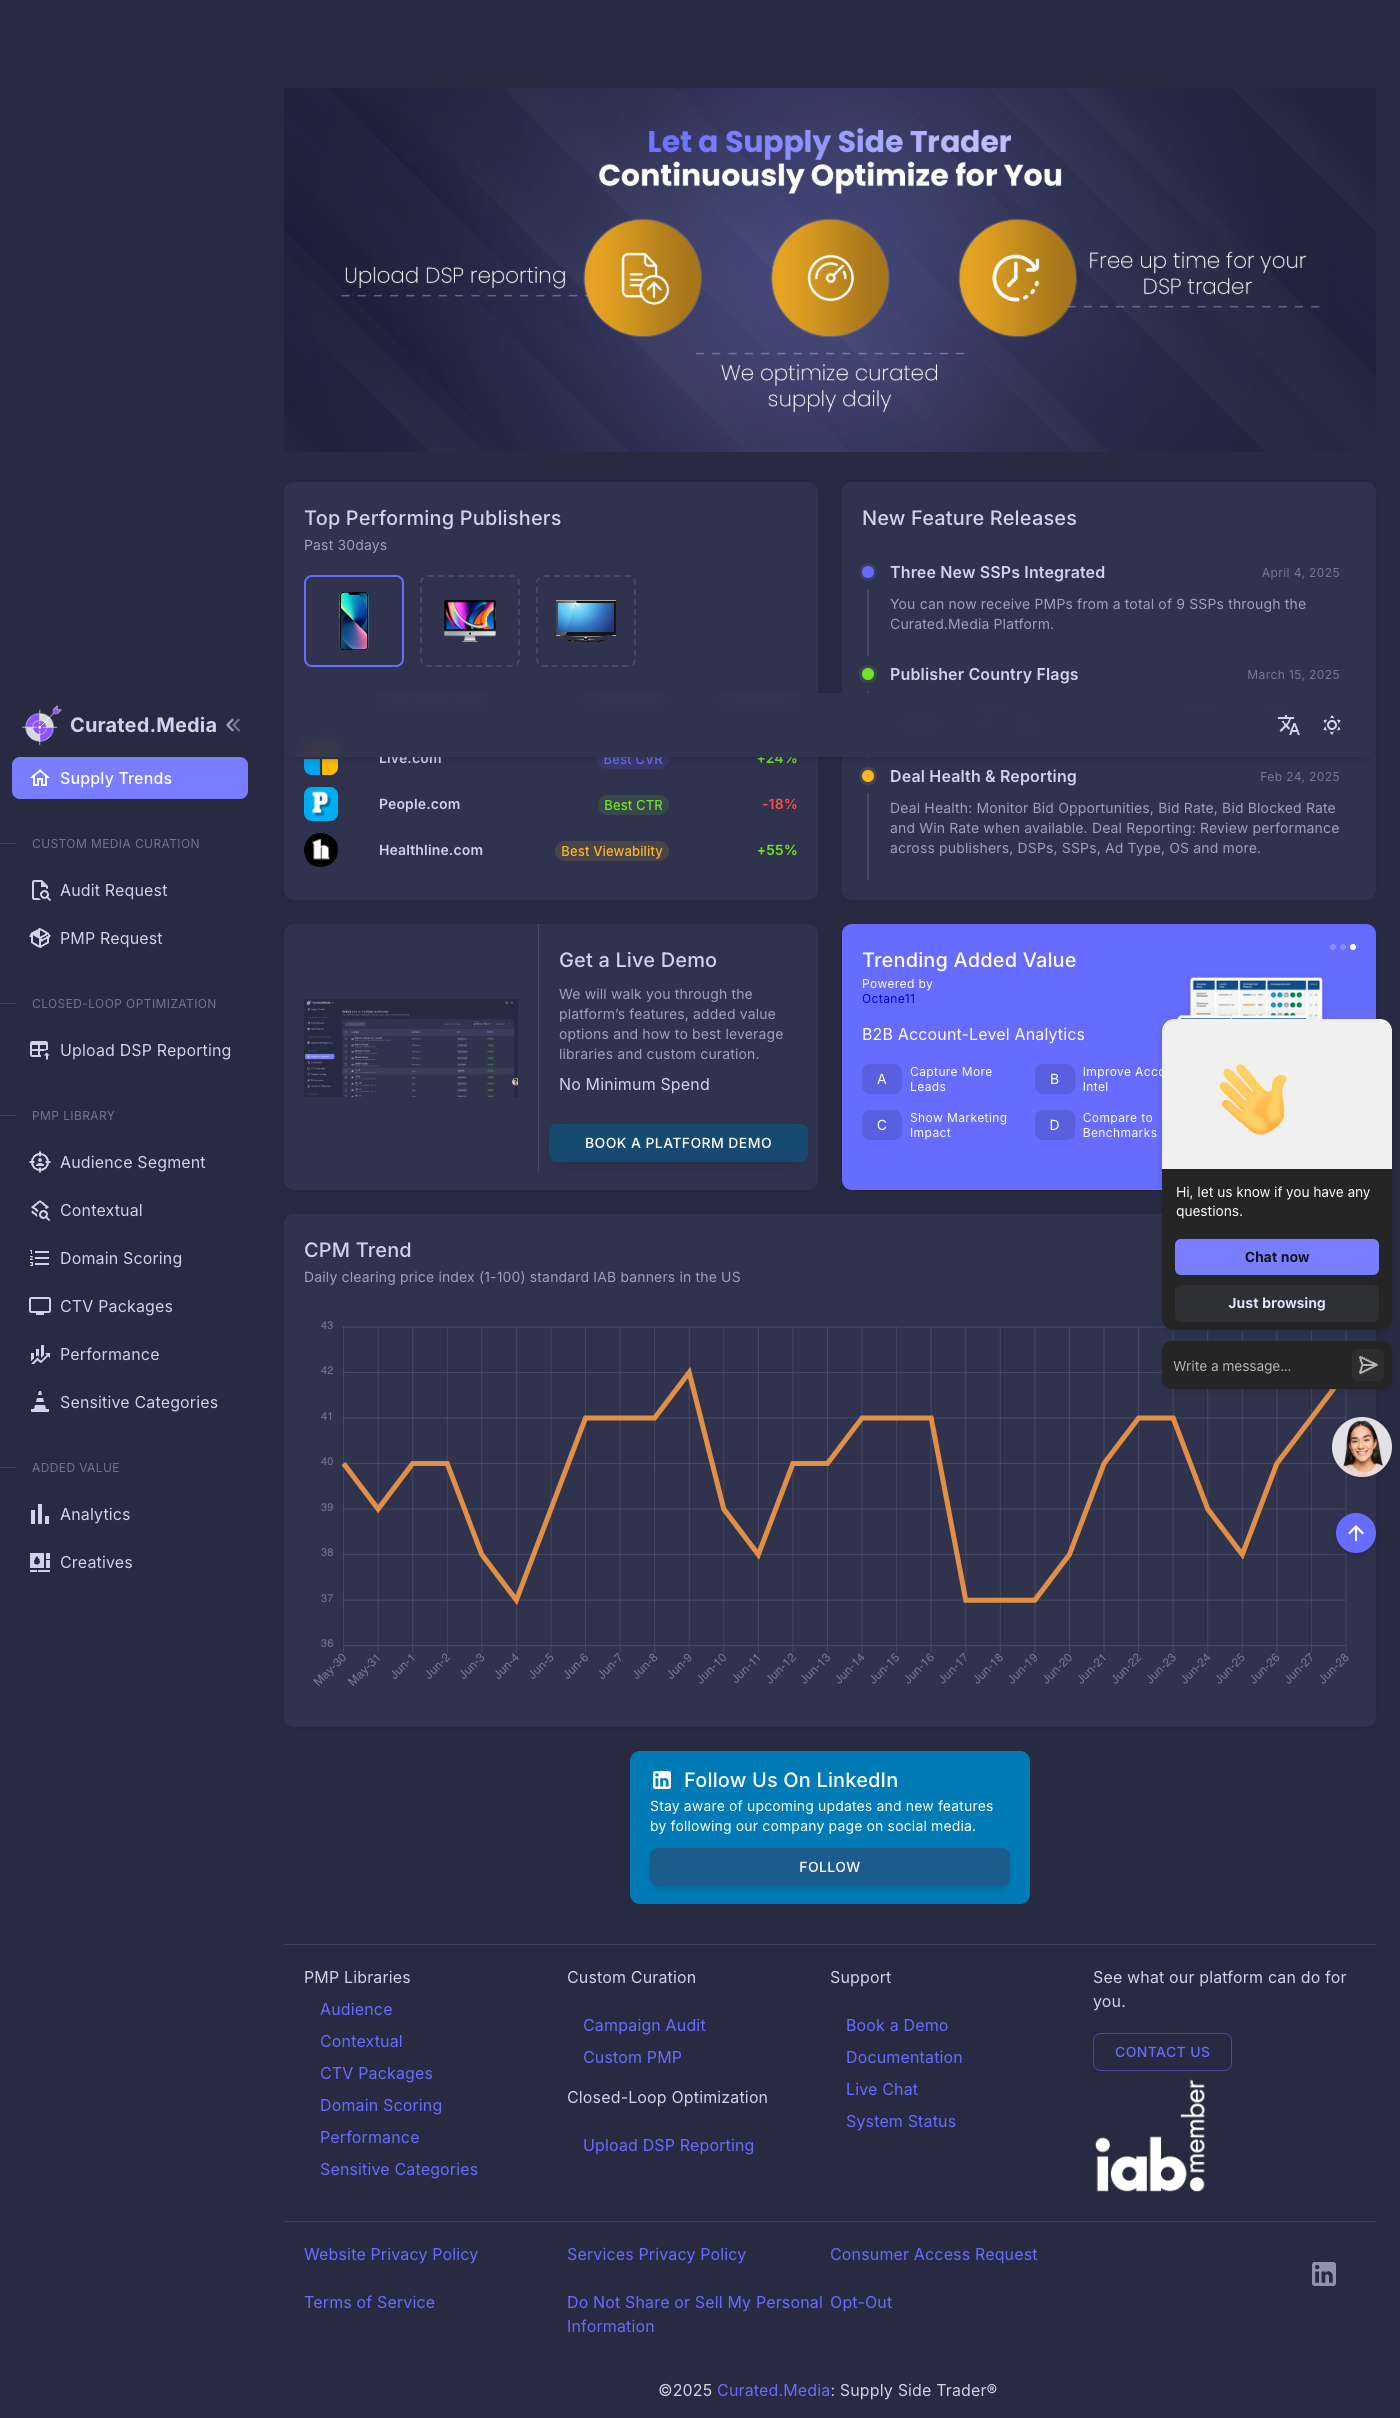 Let a Supply Side Trader
Continuously Optimize for You
Upload DSP reporting
Free up time for your
DSP trader
We optimize curated
supply daily
Top Performing Publishers
Past 30days
Live.com
Best CVR
+24%
People.com
Best CTR
-18%
Healthline.com
Best Viewability
+55%
New Feature Releases
Three New SSPs Integrated
April 4, 2025
You can now receive PMPs from a total of 9 SSPs through the
Curated.Media Platform.
Publisher Country Flags
March 15, 2025
Deal Health & Reporting
Feb 24, 2025
Deal Health: Monitor Bid Opportunities, Bid Rate, Bid Blocked Rate
and Win Rate when available. Deal Reporting: Review performance
across publishers, DSPs, SSPs, Ad Type, OS and more.
Curated.Media
Supply Trends
CUSTOM MEDIA CURATION
Audit Request
PMP Request
CLOSED-LOOP OPTIMIZATION
Upload DSP Reporting
PMP LIBRARY
Audience Segment
Contextual
Domain Scoring
CTV Packages
Performance
Sensitive Categories
ADDED VALUE
Analytics
Creatives
Get a Live Demo
We will walk you through the
platform's features, added value
options and how to best leverage
libraries and custom curation.
No Minimum Spend
BOOK A PLATFORM DEMO
Trending Added Value
Powered by
Octane11
B2B Account-Level Analytics
A
Capture More
Leads
B
Improve Acco
Intel
C
Show Marketing
Impact
D
Compare to
Benchmarks
Hi, let us know if you have any
questions.
Chat now
Just browsing
Write a message...
CPM Trend
Daily clearing price index (1-100) standard IAB banners in the US
43
42
41
40
39
38
37
36
May-30
May-31
Jun-1
Jun-2
Jun-3
Jun-4
Jun-5
Jun-6
Jun-7
Jun-8
Jun-9
Jun-10
Jun-11
Jun-12
Jun-13
Jun-14
Jun-15
Jun-16
Jun-17
Jun-18
Jun-19
Jun-20
Jun-21
Jun-22
Jun-23
Jun-24
Jun-25
Jun-26
Jun-27
Jun-28
Follow Us On LinkedIn
Stay aware of upcoming updates and new features
by following our company page on social media.
FOLLOW
PMP Libraries
Audience
Contextual
CTV Packages
Domain Scoring
Performance
Sensitive Categories
Custom Curation
Campaign Audit
Custom PMP
Closed-Loop Optimization
Upload DSP Reporting
Support
Book a Demo
Documentation
Live Chat
System Status
See what our platform can do for
you.
CONTACT US
iab.
member
Website Privacy Policy
Services Privacy Policy
Consumer Access Request
Terms of Service
Do Not Share or Sell My Personal
Information
Opt-Out
©2025 Curated.Media: Supply Side Trader®